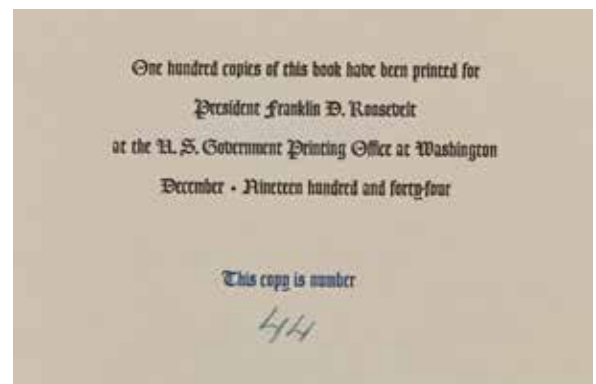 One hundred copies of this book have been printed for
President Franklin D. Roosevelt
at the U. S. Government Printing Office at Washington
December · Nineteen hundred and forty-four
This copy is number
44